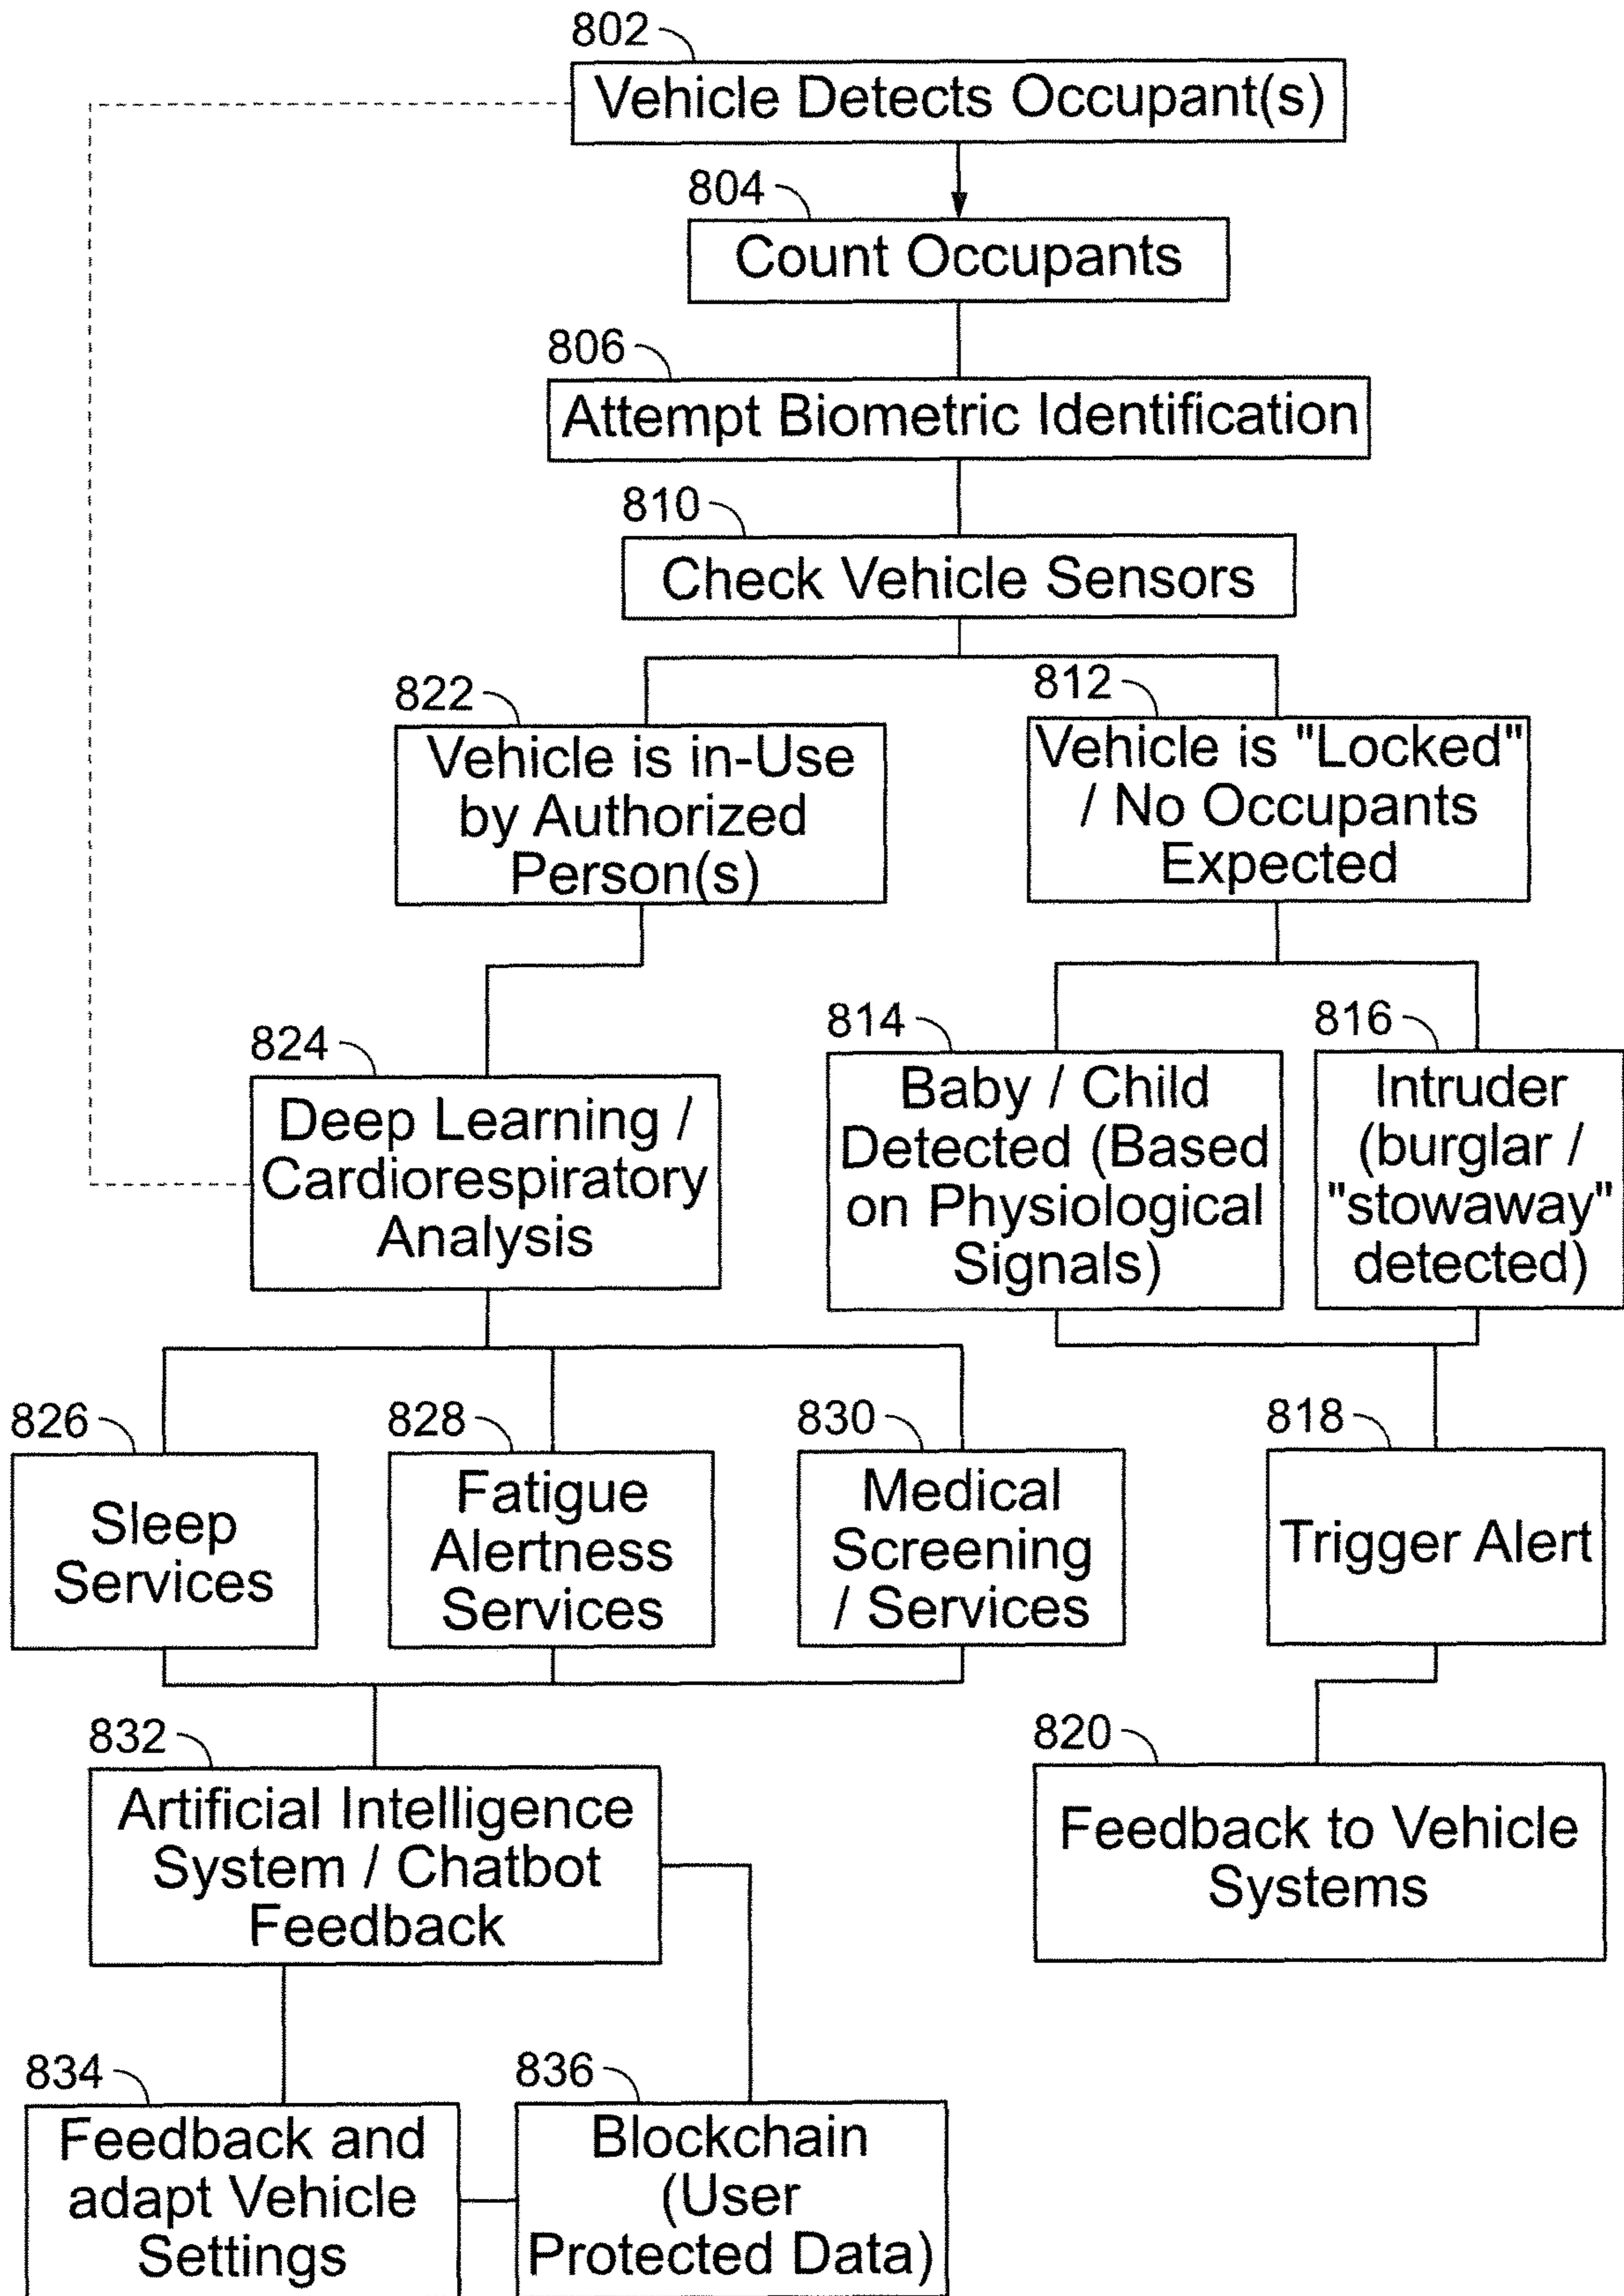 802
Vehicle Detects Occupant(s)
804
Count Occupants
806
Attempt Biometric Identification
810
Check Vehicle Sensors
822
Vehicle is in-Use
by Authorized
Person(s)
812
Vehicle is "Locked"
/ No Occupants
Expected
824
Deep Learning /
Cardiorespiratory
Analysis
814
Baby / Child
Detected (Based
on Physiological
Signals)
816
Intruder
(burglar /
"stowaway"
detected)
826
Sleep
Services
828
Fatigue
Alertness
Services
830
Medical
Screening
/ Services
818
Trigger Alert
832
Artificial Intelligence
System / Chatbot
Feedback
820
Feedback to Vehicle
Systems
834
Feedback and
adapt Vehicle
Settings
836
Blockchain
(User
Protected Data)